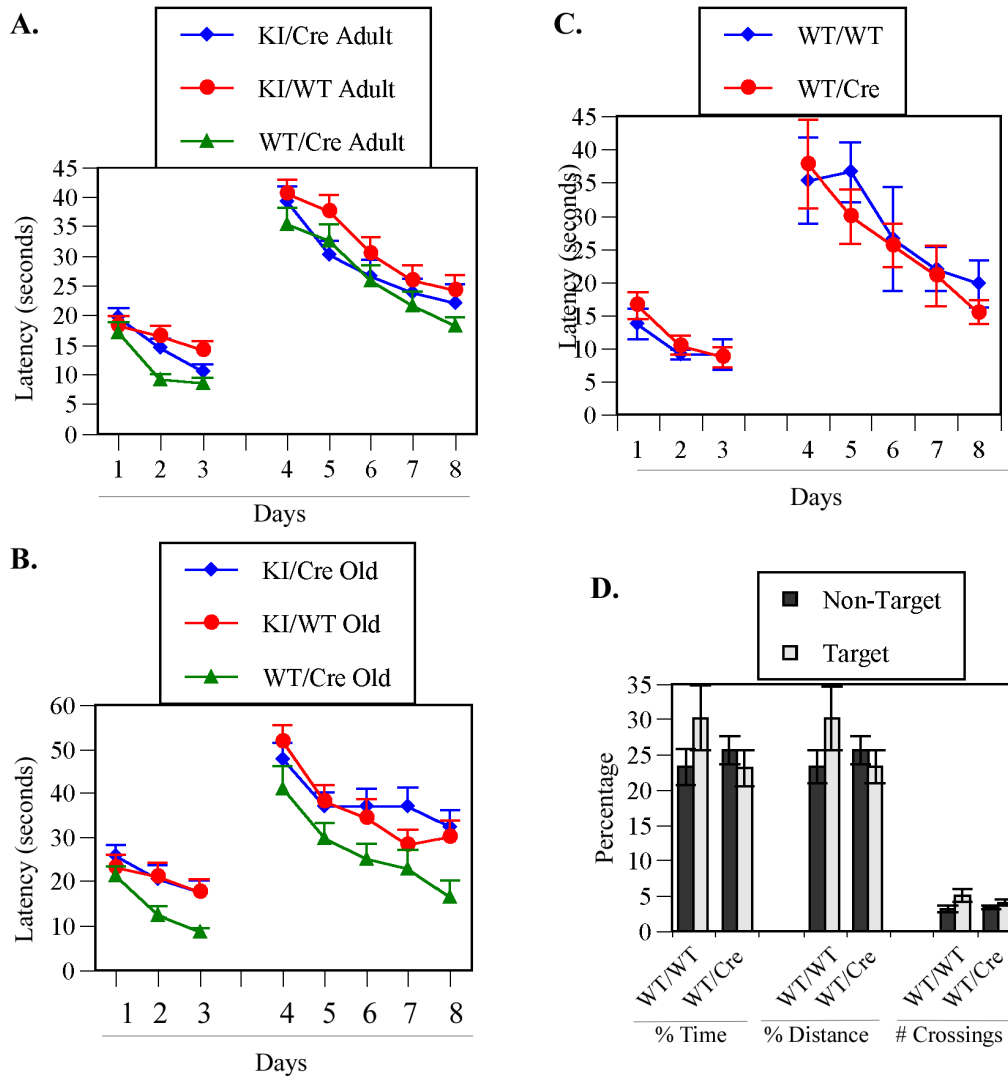 A.
KI/Cre Adult
KI/WT Adult
WT/Cre Adult
45
40
35
30
25
20
15
10
5
0
Latency (seconds)
1 2 3 4 5 6 7 8
Days
B.
KI/Cre Old
KI/WT Old
WT/Cre Old
60
50
40
30
20
10
0
Latency (seconds)
1 2 3 4 5 6 7 8
Days
C.
WT/WT
WT/Cre
45
40
35
30
25
20
15
10
5
0
Latency (seconds)
1 2 3 4 5 6 7 8
Days
D.
Non-Target
Target
35
30
25
20
15
10
5
0
Percentage
WT/WT WT/Cre WT/WT WT/Cre WT/WT WT/Cre
% Time % Distance # Crossings